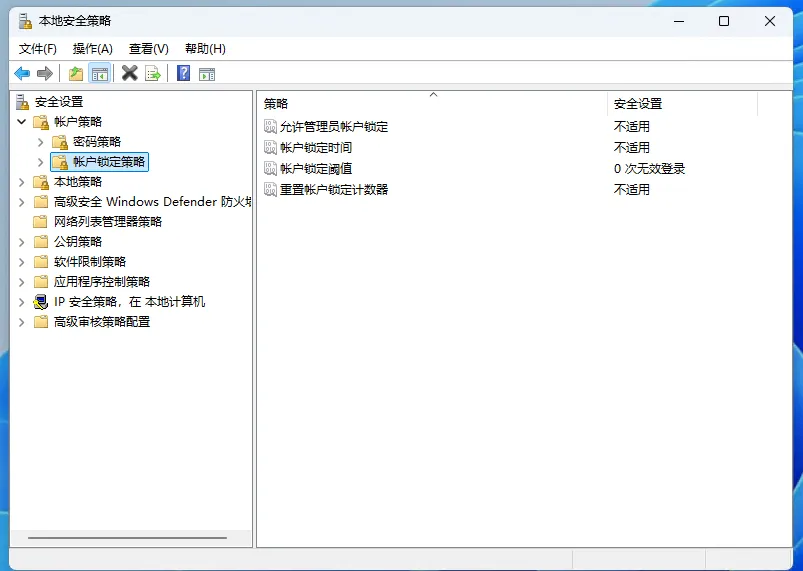 本地安全策略
文件(F) 操作(A) 查看(V) 帮助(H)
安全设置
帐户策略
密码策略
帐户锁定策略
本地策略
高级安全 Windows Defender 防火墙
网络列表管理器策略
公钥策略
软件限制策略
应用程序控制策略
IP 安全策略，在 本地计算机
高级审核策略配置
策略 安全设置
允许管理员帐户锁定 不适用
帐户锁定时间 不适用
帐户锁定阈值 0 次无效登录
重置帐户锁定计数器 不适用